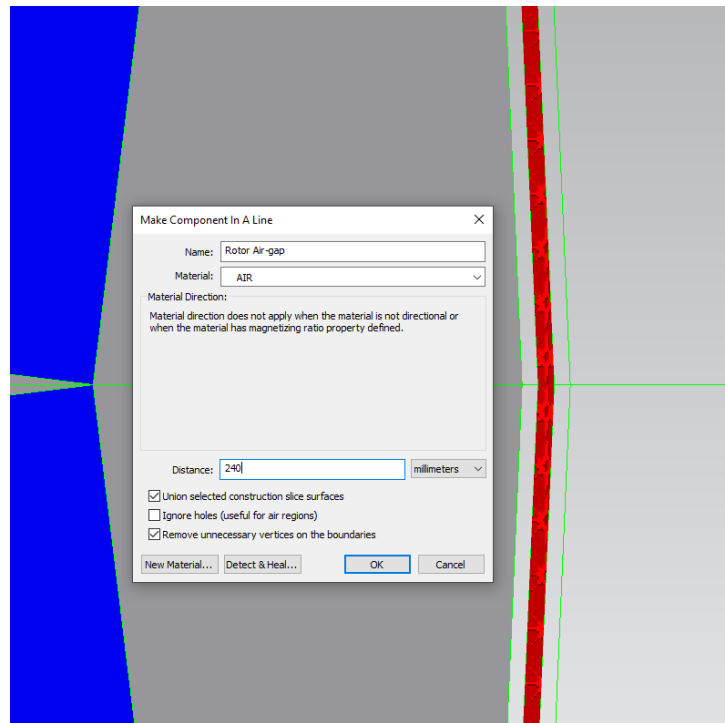 Make Component In A Line
Name: Rotor Air-gap
Material: AIR
Material Direction:
Material direction does not apply when the material is not directional or
when the material has magnetizing ratio property defined.
Distance: 240 millimeters
Union selected construction slice surfaces
Ignore holes (useful for air regions)
Remove unnecessary vertices on the boundaries
New Material... Detect & Heal... OK Cancel